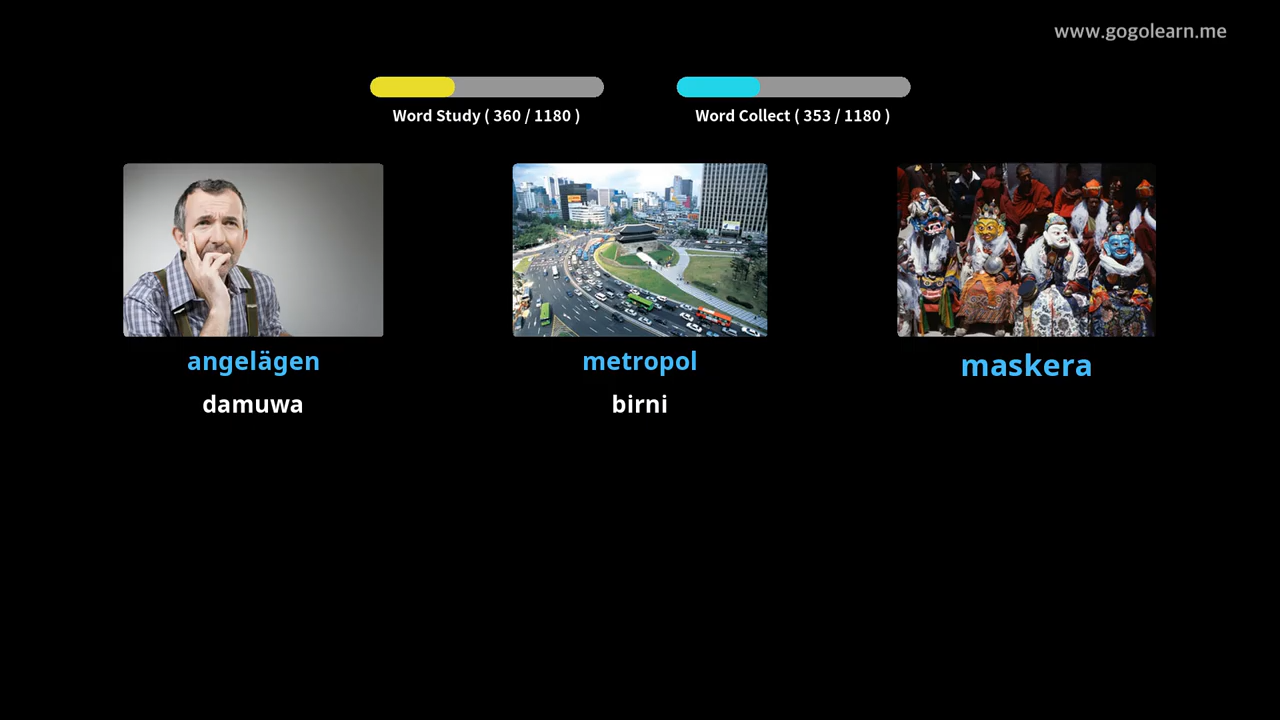 www.gogolearn.me
Word Study ( 360 / 1180 )
Word Collect ( 353 / 1180 )
angelägen
metropol
maskera
damuwa
birni